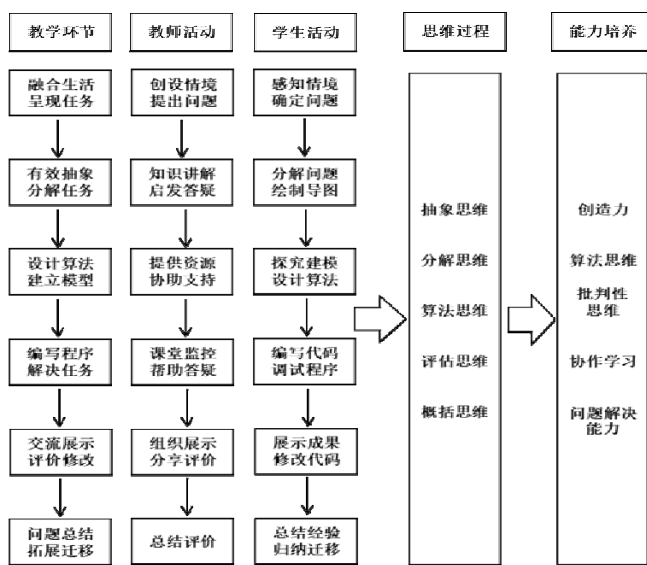 教学环节
教师活动
学生活动
思维过程
能力培养
融合生活
呈现任务
创设情境
提出问题
感知情境
确定问题
有效抽象
分解任务
知识讲解
启发答疑
分解问题
绘制导图
设计算法
建立模型
提供资源
协助支持
探究建模
设计算法
编写程序
解决任务
课堂监控
帮助答疑
编写代码
调试程序
交流展示
评价修改
组织展示
分享评价
展示成果
修改代码
问题总结
拓展迁移
总结评价
总结经验
归纳迁移
抽象思维
分解思维
算法思维
评估思维
概括思维
创造力
算法思维
批判性
思维
协作学习
问题解决
能力